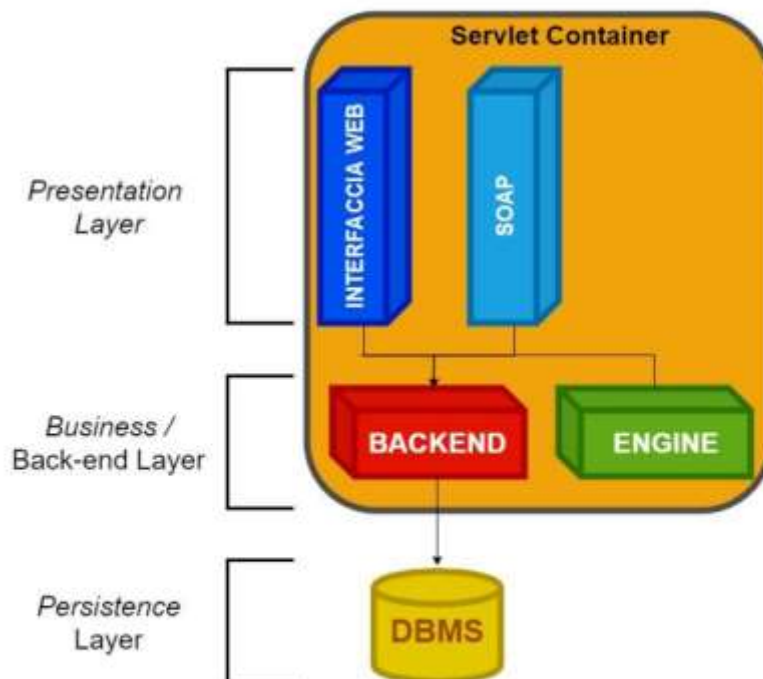 Servlet Container
INTERFACCIA WEB
SOAP
Presentation
Layer
BACKEND
ENGINE
Business /
Back-end Layer
DBMS
Persistence
Layer